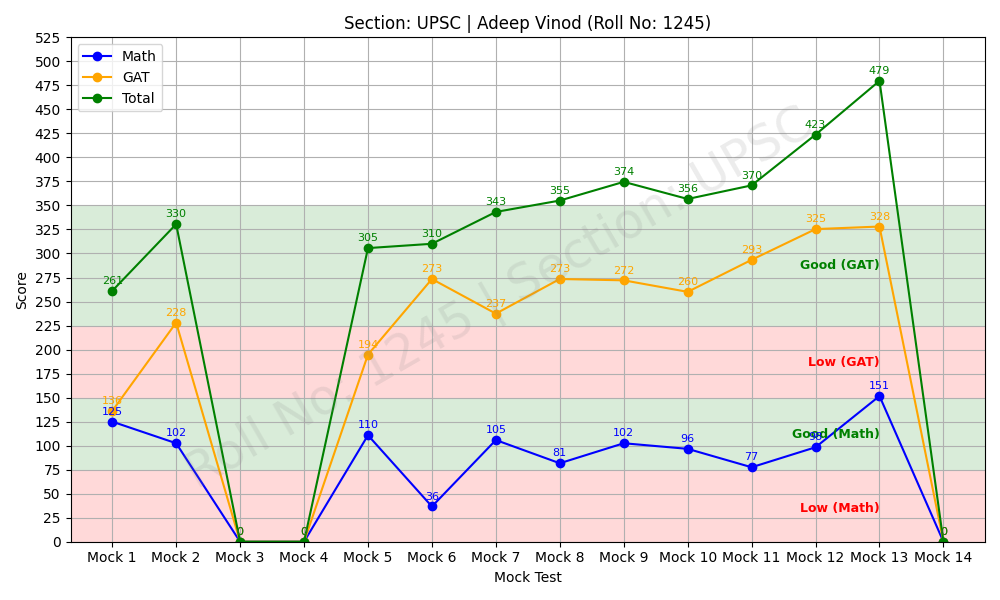 Section: UPSC | Adeep Vinod (Roll No: 1245)
Math
GAT
Total
Score
525
500
475
450
425
400
375
350
325
300
275
250
225
200
175
150
125
100
75
50
25
0
261 330 0 0 305 310 343 355 374 356 370 423 479 0
136 228 194 273 237 273 272 260 293 325 328
125 102 110 36 105 81 102 96 77 98 151
Good (GAT)
Low (GAT)
Good (Math)
Low (Math)
Roll No. 1245 | Section: UPSC
Mock 1 Mock 2 Mock 3 Mock 4 Mock 5 Mock 6 Mock 7 Mock 8 Mock 9 Mock 10 Mock 11 Mock 12 Mock 13 Mock 14
Mock Test